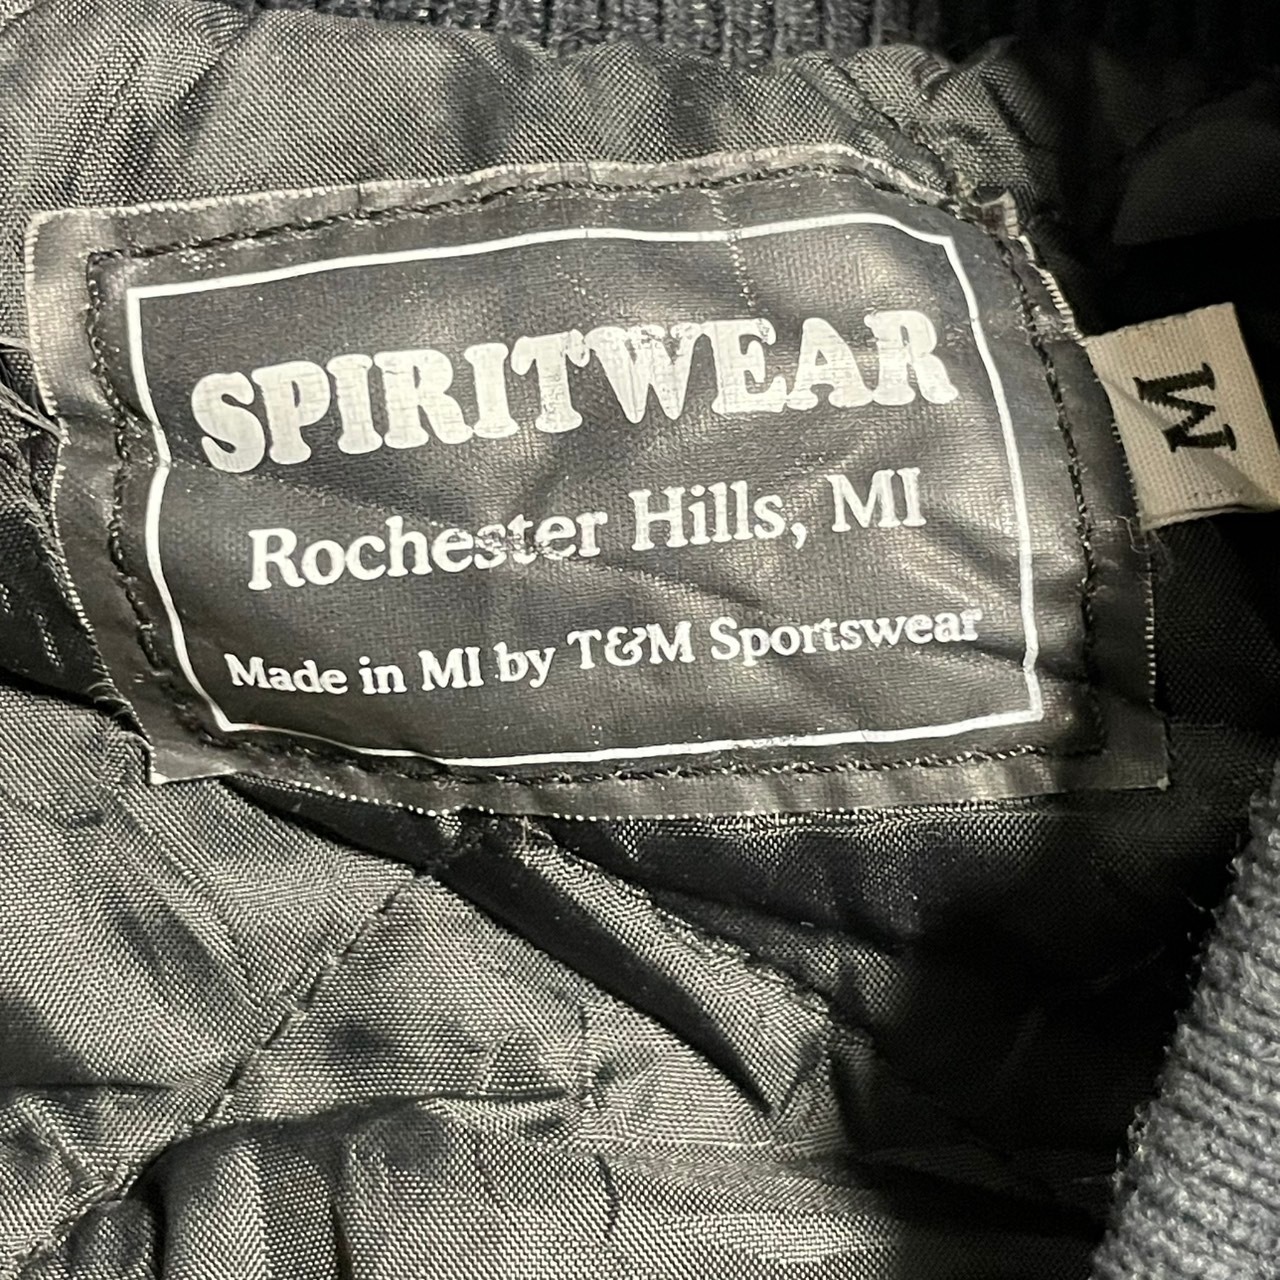 SPIRITWEAR
Rochester Hills, MI
Made in MI by T&M Sportswear
M